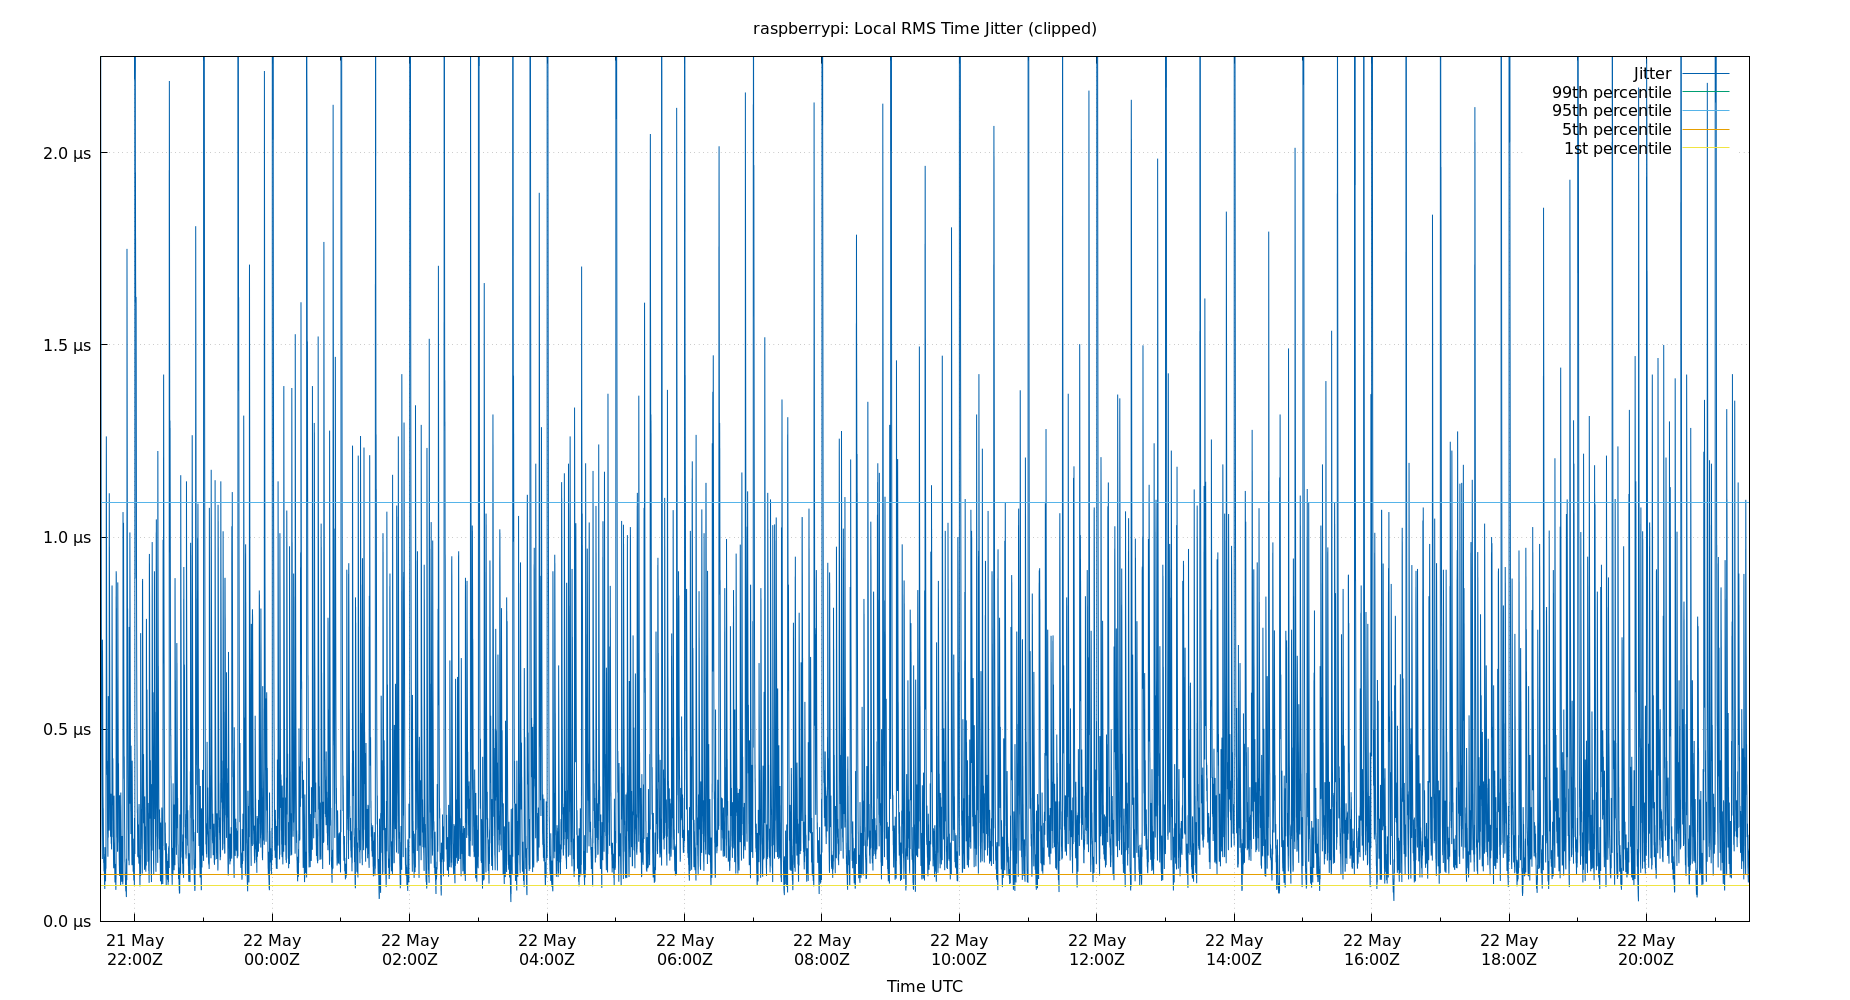 raspberrypi: Local RMS Time Jitter (clipped)
Jitter
99th percentile
95th percentile
5th percentile
1st percentile
2.0 µs
1.5 µs
1.0 µs
0.5 µs
0.0 µs
21 May 22 May 22 May 22 May 22 May 22 May 22 May 22 May 22 May 22 May 22 May 22 May
22:00Z 00:00Z 02:00Z 04:00Z 06:00Z 08:00Z 10:00Z 12:00Z 14:00Z 16:00Z 18:00Z 20:00Z
Time UTC